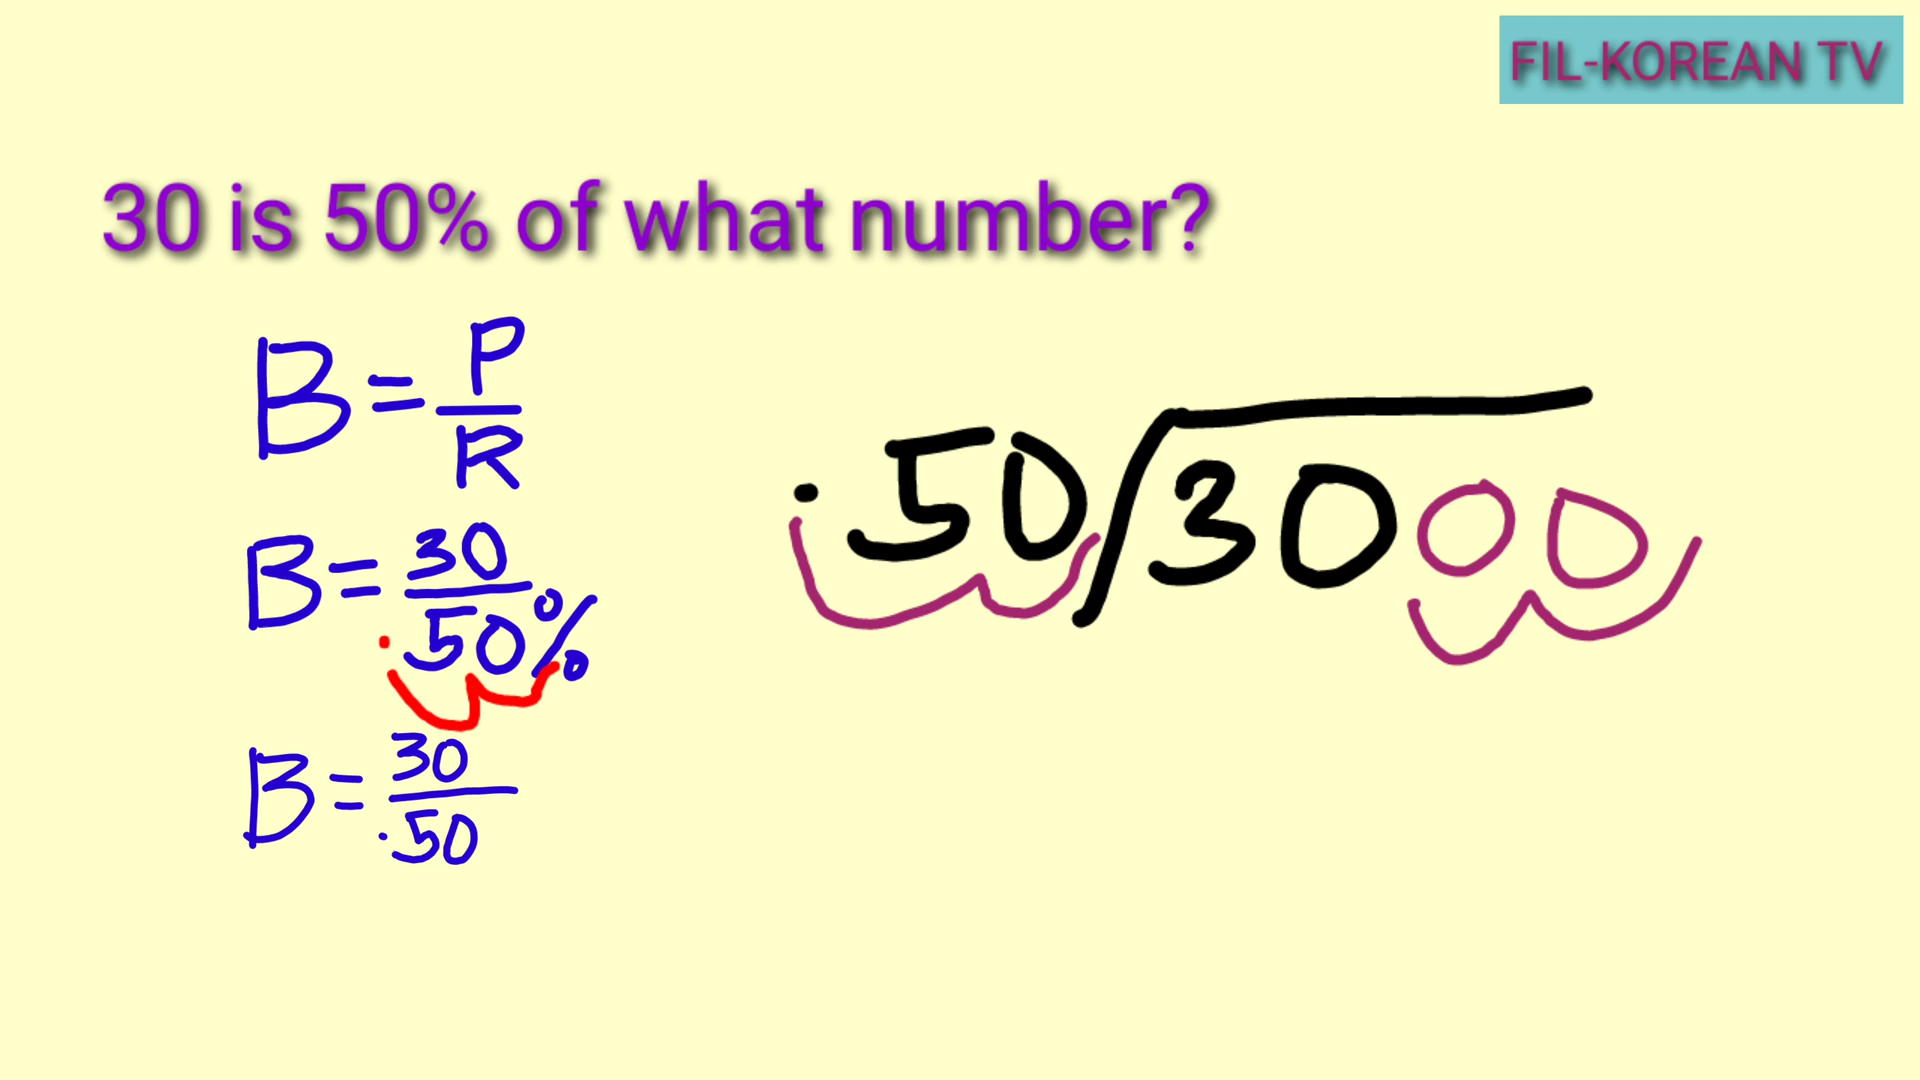 FIL-KOREAN TV
30 is 50% of what number?
B = P/R
B = 30/.50%
B = 30/.50
.50)3000